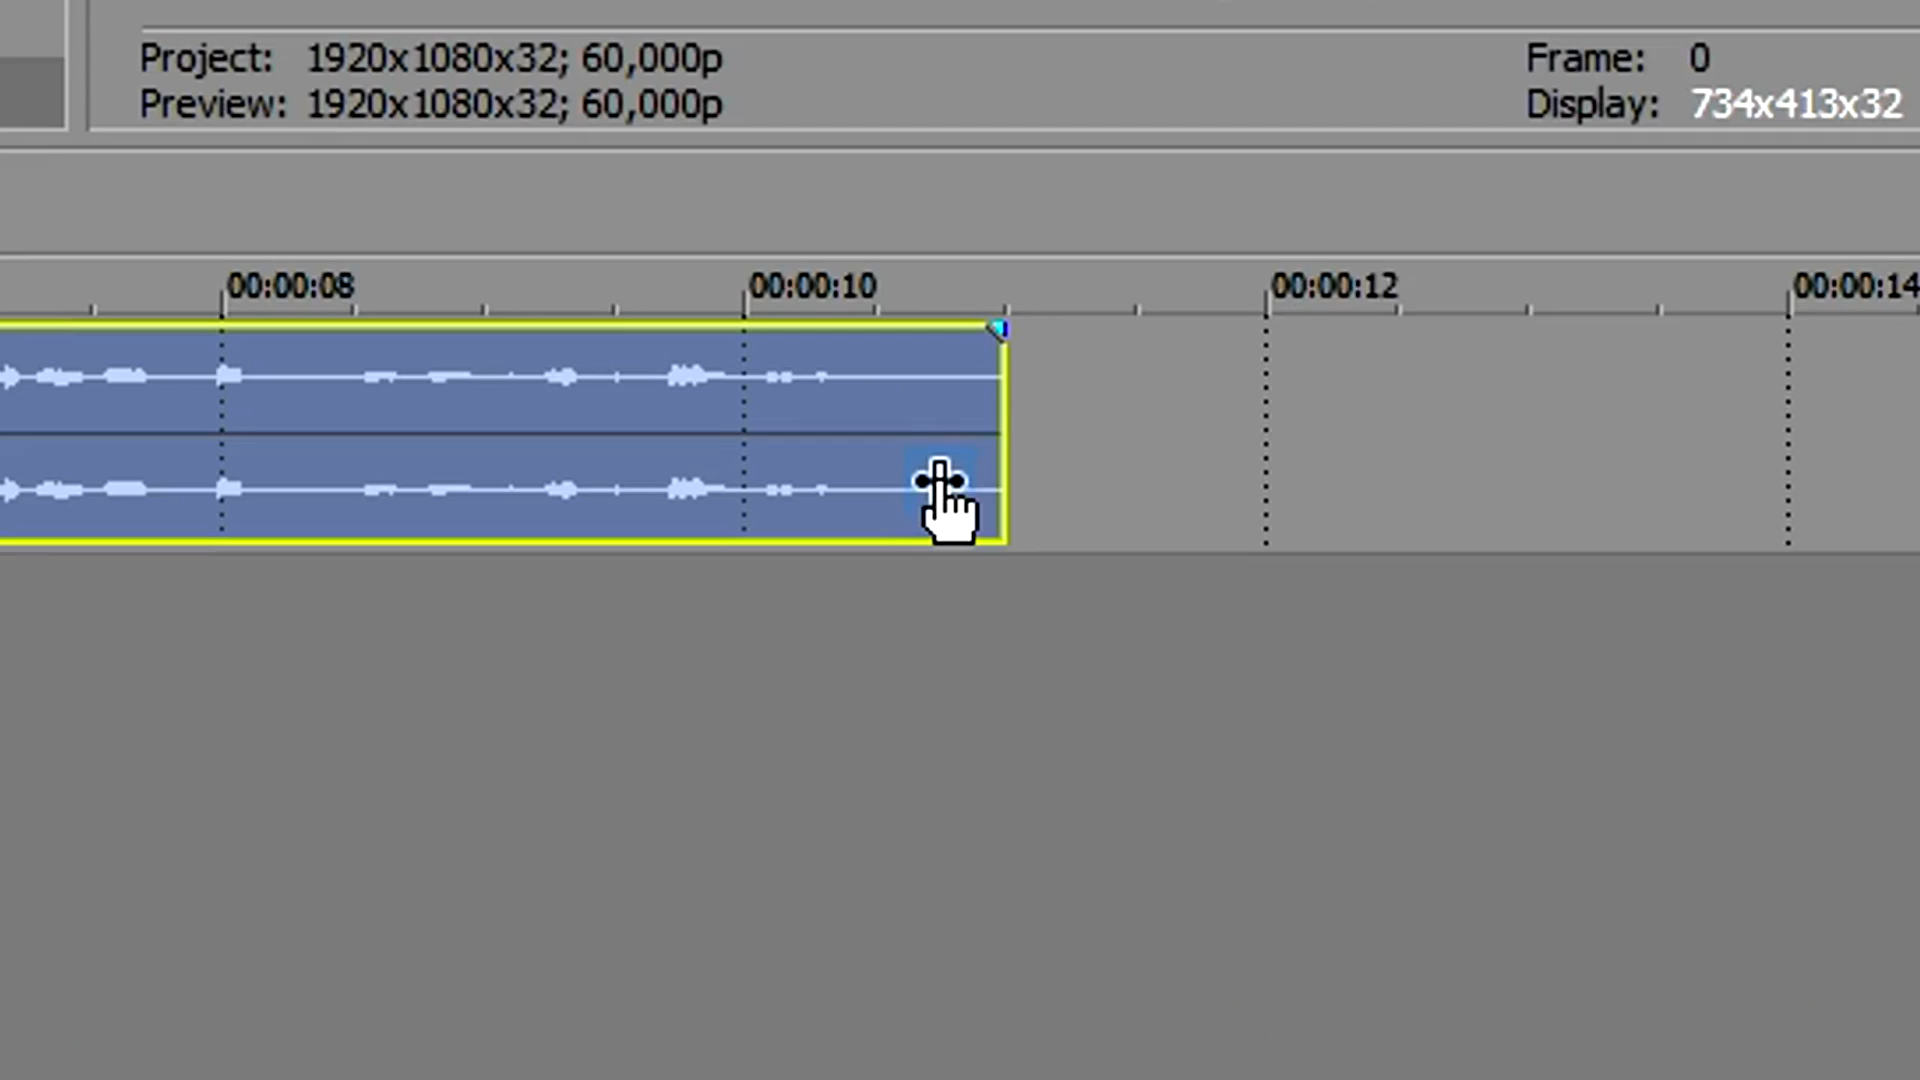 Project: 1920x1080x32; 60,000p Frame: 0
Preview: 1920x1080x32; 60,000p Display: 734x413x32
00:00:08 00:00:10 00:00:12 00:00:14